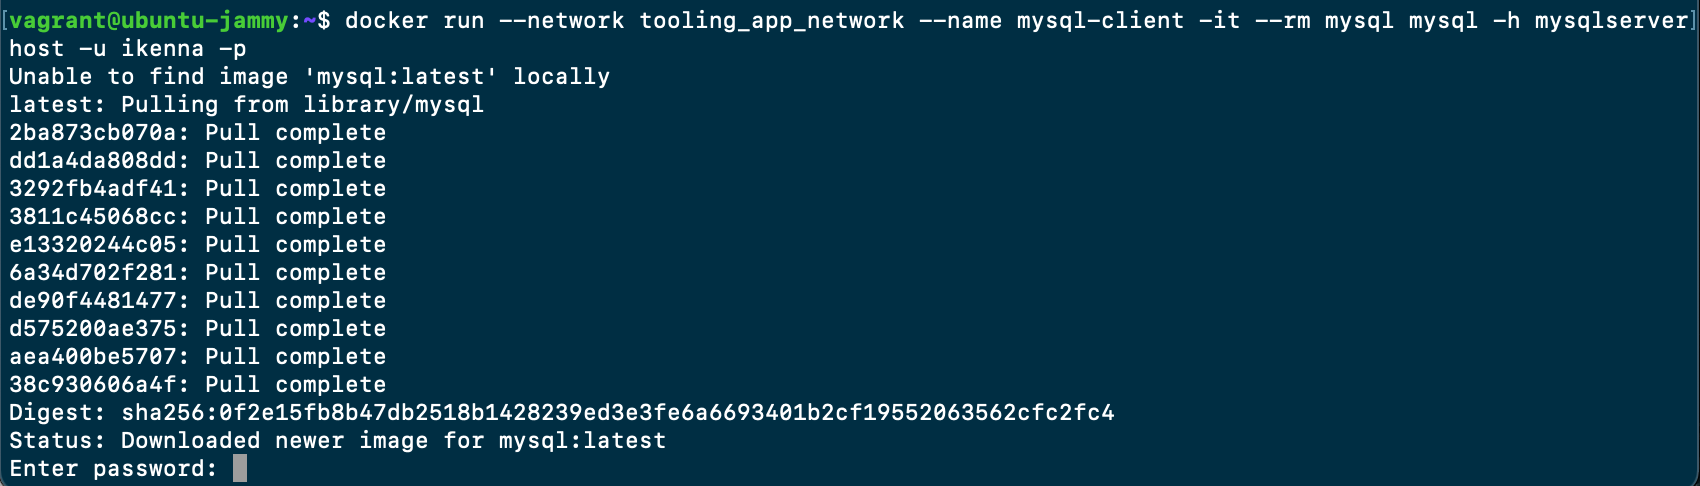 [vagrant@ubuntu-jammy:~$ docker run --network tooling_app_network --name mysql-client -it --rm mysql mysql -h mysqlserver]
host -u ikenna -p
Unable to find image 'mysql:latest' locally
latest: Pulling from library/mysql
2ba873cb070a: Pull complete
dd1a4da808dd: Pull complete
3292fb4adf41: Pull complete
3811c45068cc: Pull complete
e13320244c05: Pull complete
6a34d702f281: Pull complete
de90f4481477: Pull complete
d575200ae375: Pull complete
aea400be5707: Pull complete
38c930606a4f: Pull complete
Digest: sha256:0f2e15fb8b47db2518b1428239ed3e3fe6a6693401b2cf19552063562cfc2fc4
Status: Downloaded newer image for mysql:latest
Enter password: